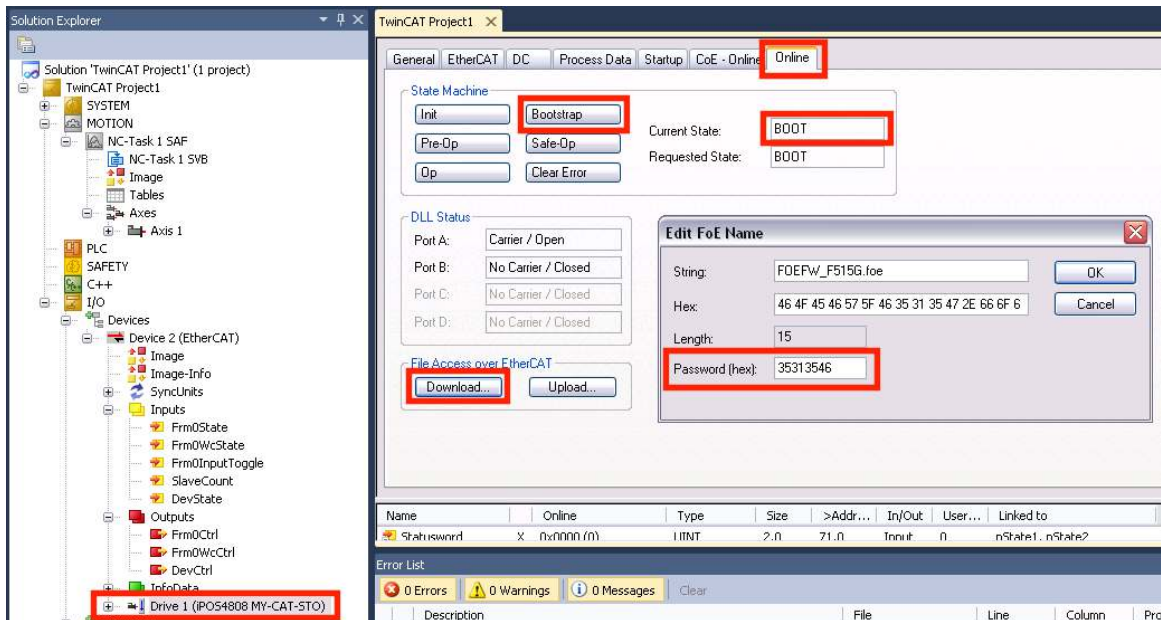 Solution Explorer
Solution 'TwinCAT Project1' (1 project)
TwinCAT Project1
SYSTEM
MOTION
NC-Task 1 SAF
NC-Task 1 SVB
Image
Tables
Axes
Axis 1
PLC
SAFETY
C++
I/O
Devices
Device 2 (EtherCAT)
Image
Image-Info
SyncUnits
Inputs
Frm0State
Frm0WcState
Frm0InputToggle
SlaveCount
DevState
Outputs
Frm0Ctrl
Frm0WcCtrl
DevCtrl
InfoData
Drive 1 (iPOS4808 MY-CAT-STO)
TwinCAT Project1
General EtherCAT DC Process Data Startup CoE - Online Online
State Machine
Init Bootstrap
Pre-Op Safe-Op
Op Clear Error
Current State: BOOT
Requested State: BOOT
DLL Status
Port A: Carrier / Open
Port B: No Carrier / Closed
Port C: No Carrier / Closed
Port D: No Carrier / Closed
File Access over EtherCAT
Download... Upload...
Edit FoE Name
String: FOEFW_F515G.foe OK
Hex: 46 4F 45 46 57 5F 46 35 31 35 47 2E 66 6F 6 Cancel
Length: 15
Password (hex): 35313546
Name Online Type Size >Addr... In/Out User... Linked to
Statusword X 0x0000 (0) UINT 2.0 71.0 Input 0 nState1, nState2
Error List
0 Errors 0 Warnings 0 Messages Clear
Description File Line Column Pro